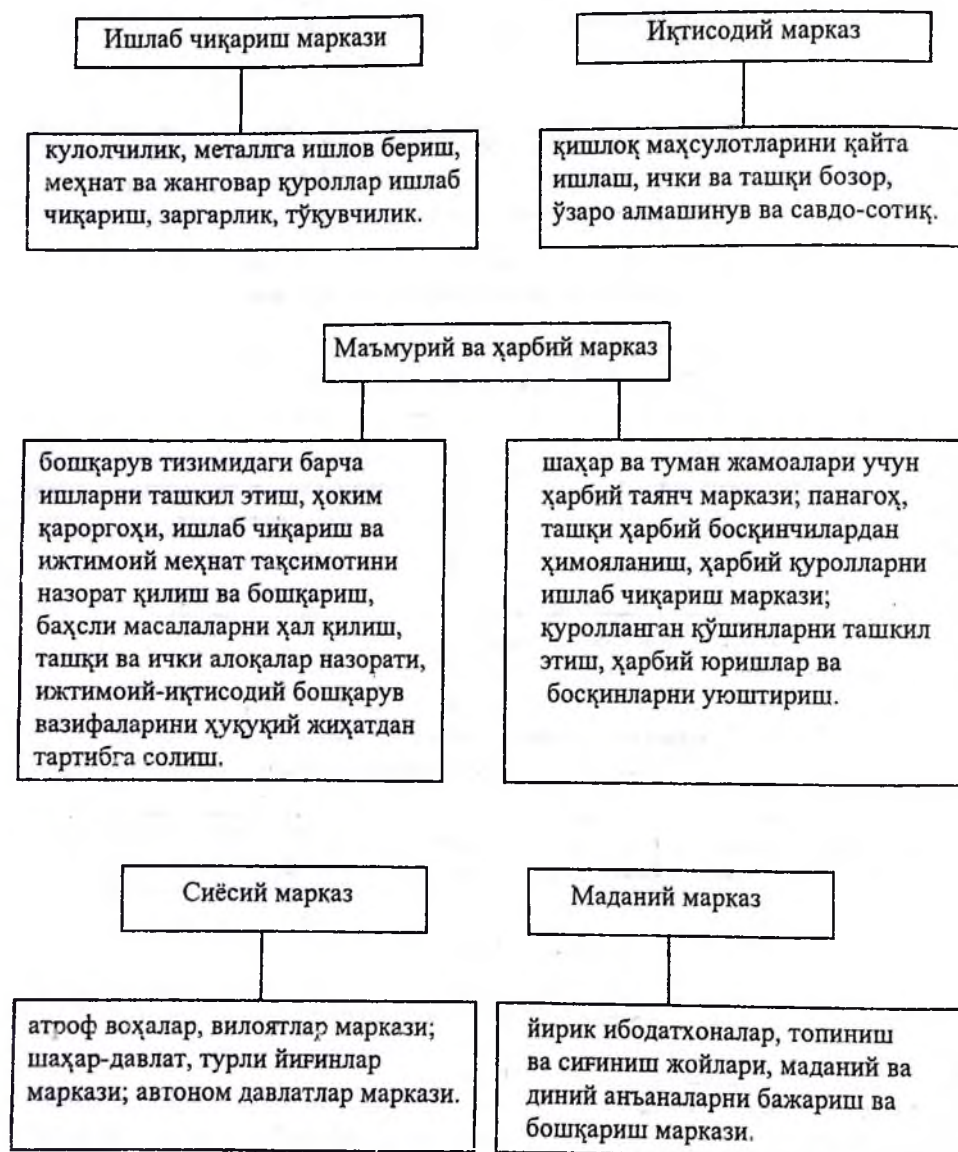 Ишлаб чиқариш маркази
Иқтисодий марказ
кулолчилик, металлга ишлов бериш,
меҳнат ва жанговар қуроллар ишлаб
чиқариш, заргарлик, тўқувчилик.
қишлоқ маҳсулотларини қайта
ишлаш, ички ва ташқи бозор,
ўзаро алмашинув ва савдо-сотиқ.
Маъмурий ва ҳарбий марказ
бошқарув тизимидаги барча
ишларни ташкил этиш, ҳоким
қароргоҳи, ишлаб чиқариш ва
ижтимоий меҳнат тақсимотини
назорат қилиш ва бошқариш,
баҳсли масалаларни ҳал қилиш,
ташқи ва ички алоқалар назорати,
ижтимоий-иқтисодий бошқарув
вазифаларини ҳуқуқий жиҳатдан
тартибга солиш.
шаҳар ва туман жамоалари учун
ҳарбий таянч маркази; панагоҳ,
ташқи ҳарбий босқинчилардан
ҳимояланиш, ҳарбий қуролларни
ишлаб чиқариш маркази;
қуролланган қўшинларни ташкил
этиш, ҳарбий юришлар ва
босқинларни уюштириш.
Сиёсий марказ
Маданий марказ
атроф воҳалар, вилоятлар маркази;
шаҳар-давлат, турли йиғинлар
маркази; автоном давлатлар маркази.
йирик ибодатхоналар, топиниш
ва сиғиниш жойлари, маданий ва
диний анъаналарни бажариш ва
бошқариш маркази.